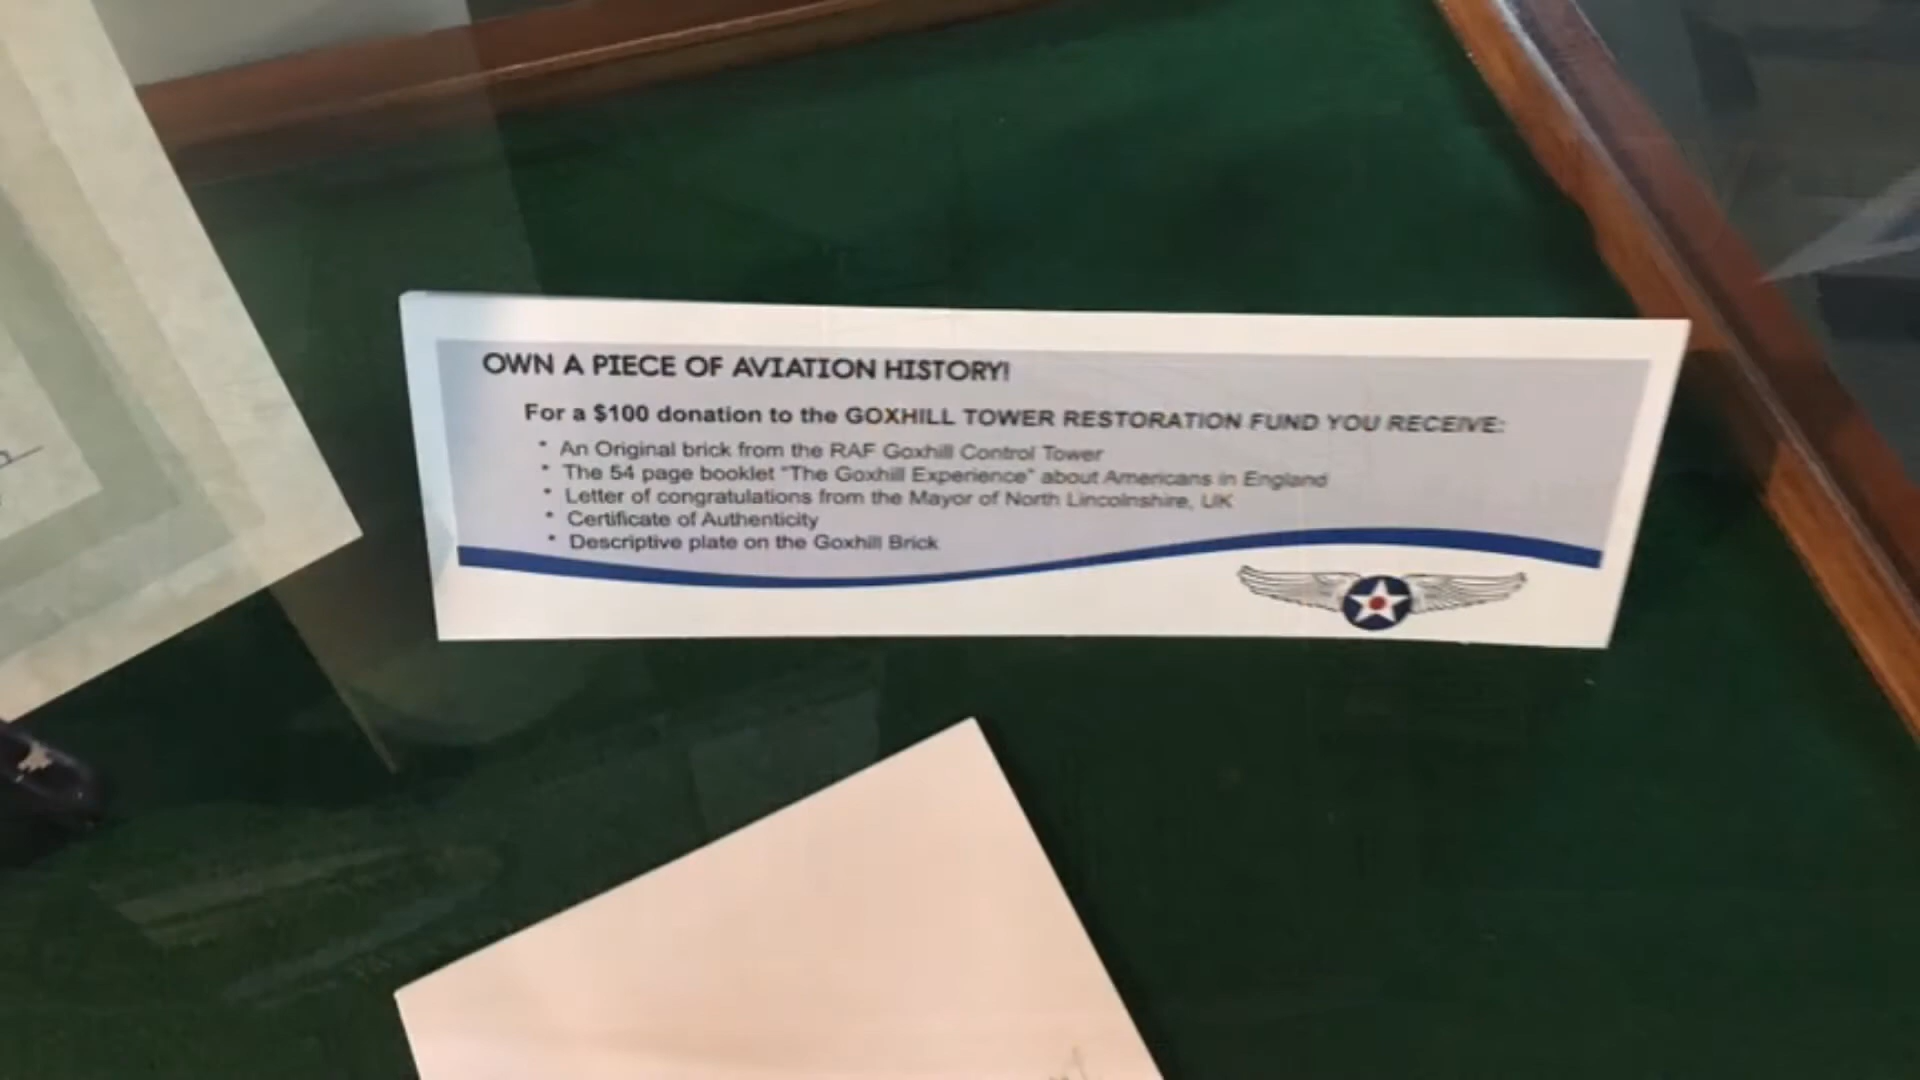 OWN A PIECE OF AVIATION HISTORY!
For a $100 donation to the GOXHILL TOWER RESTORATION FUND YOU RECEIVE:
* An Original brick from the RAF Goxhill Control Tower
* The 54 page booklet "The Goxhill Experience" about Americans in England
* Letter of congratulations from the Mayor of North Lincolnshire, UK
* Certificate of Authenticity
* Descriptive plate on the Goxhill Brick